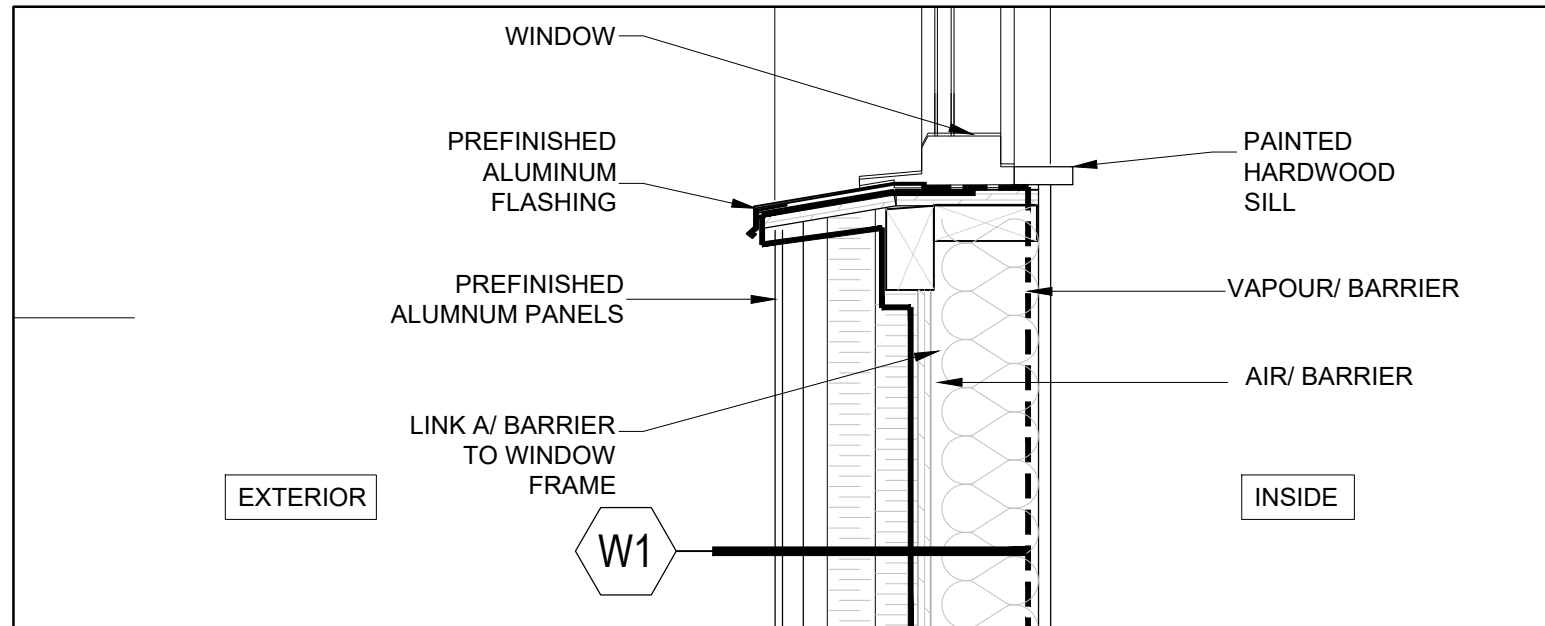 WINDOW
PREFINISHED
ALUMINUM
FLASHING
PAINTED
HARDWOOD
SILL
PREFINISHED
ALUMNUM PANELS
VAPOUR/ BARRIER
AIR/ BARRIER
LINK A/ BARRIER
TO WINDOW
FRAME
EXTERIOR
INSIDE
W1